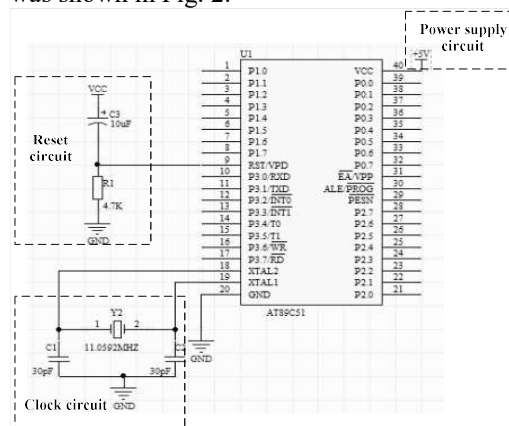 was shown in Fig. 2.
Power supply
circuit
+5V
U1
1 P1.0 VCC 40
2 P1.1 P0.0 39
3 P1.2 P0.1 38
4 P1.3 P0.2 37
5 P1.4 P0.3 36
6 P1.5 P0.4 35
7 P1.6 P0.5 34
8 P1.7 P0.6 33
9 RST/VPD P0.7 32
10 P3.0/RXD EA/VPP 31
11 P3.1/TXD ALE/PROG 30
12 P3.2/INT0 PESN 29
13 P3.3/INT1 P2.7 28
14 P3.4/T0 P2.6 27
15 P3.5/T1 P2.5 26
16 P3.6/WR P2.4 25
17 P3.7/RD P2.3 24
18 XTAL2 P2.2 23
19 XTAL1 P2.1 22
20 GND P2.0 21
AT89C51
VCC
+
C3
10uF
Reset
circuit
R1
4.7K
GND
Y2
1 2
C1 11.0592MHZ
30pF 30pF
GND
Clock circuit GND